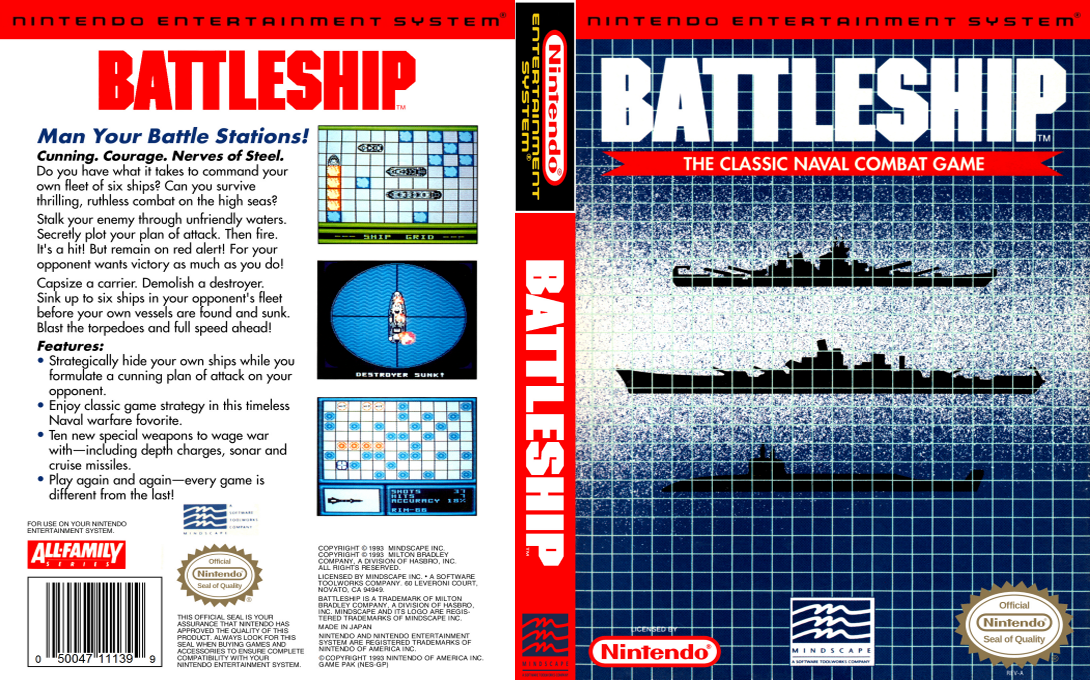 NINTENDO ENTERTAINMENT SYSTEM®
BATTLESHIP™
Man Your Battle Stations!
Cunning. Courage. Nerves of Steel.
Do you have what it takes to command your
own fleet of six ships? Can you survive
thrilling, ruthless combat on the high seas?
Stalk your enemy through unfriendly waters.
Secretly plot your plan of attack. Then fire.
It's a hit! But remain on red alert! For your
opponent wants victory as much as you do!
Capsize a carrier. Demolish a destroyer.
Sink up to six ships in your opponent's fleet
before your own vessels are found and sunk.
Blast the torpedoes and full speed ahead!
Features:
• Strategically hide your own ships while you
formulate a cunning plan of attack on your
opponent.
• Enjoy classic game strategy in this timeless
Naval warfare fovorite.
• Ten new special weapons to wage war
with—including depth charges, sonar and
cruise missiles.
• Play again and again—every game is
different from the last!
--- SHIP GRID ---
DESTROYER SUNK!
SHOTS 37
HITS 7
ACCURACY 18%
RIM-66
FOR USE ON YOUR NINTENDO
ENTERTAINMENT SYSTEM.
ALL-FAMILY
SERIES
0 50047 11139 9
A
SOFTWARE
TOOLWORKS
COMPANY
MINDSCAPE
Official
Nintendo
Seal of Quality
®
THIS OFFICIAL SEAL IS YOUR
ASSURANCE THAT NINTENDO HAS
APPROVED THE QUALITY OF THIS
PRODUCT. ALWAYS LOOK FOR THIS
SEAL WHEN BUYING GAMES AND
ACCESSORIES TO ENSURE COMPLETE
COMPATIBILITY WITH YOUR
NINTENDO ENTERTAINMENT SYSTEM.
COPYRIGHT © 1993 MINDSCAPE INC.
COPYRIGHT © 1993 MILTON BRADLEY
COMPANY, A DIVISION OF HASBRO, INC.
ALL RIGHTS RESERVED.
LICENSED BY MINDSCAPE INC. • A SOFTWARE
TOOLWORKS COMPANY. 60 LEVERONI COURT,
NOVATO, CA 94949.
BATTLESHIP IS A TRADEMARK OF MILTON
BRADLEY COMPANY, A DIVISION OF HASBRO,
INC. MINDSCAPE AND ITS LOGO ARE REGIS-
TERED TRADEMARKS OF MINDSCAPE INC.
MADE IN JAPAN
NINTENDO AND NINTENDO ENTERTAINMENT
SYSTEM ARE REGISTERED TRADEMARKS OF
NINTENDO OF AMERICA INC.
© COPYRIGHT 1993 NINTENDO OF AMERICA INC.
GAME PAK (NES-GP)
Nintendo®
ENTERTAINMENT
SYSTEM®
BATTLESHIP™
MINDSCAPE
NINTENDO ENTERTAINMENT SYSTEM®
BATTLESHIP™
THE CLASSIC NAVAL COMBAT GAME
LICENSED BY
Nintendo®
MINDSCAPE
A SOFTWARE TOOLWORKS COMPANY
Official
Nintendo
Seal of Quality
®
REV-A